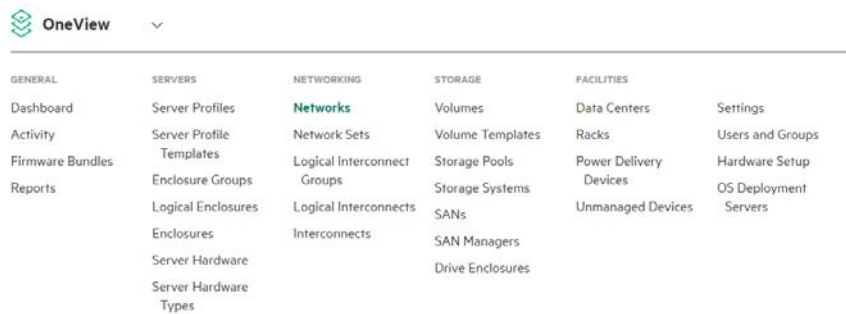 OneView
GENERAL
Dashboard
Activity
Firmware Bundles
Reports
SERVERS
Server Profiles
Server Profile
Templates
Enclosure Groups
Logical Enclosures
Enclosures
Server Hardware
Server Hardware
Types
NETWORKING
Networks
Network Sets
Logical Interconnect
Groups
Logical Interconnects
Interconnects
STORAGE
Volumes
Volume Templates
Storage Pools
Storage Systems
SANs
SAN Managers
Drive Enclosures
FACILITIES
Data Centers
Racks
Power Delivery
Devices
Unmanaged Devices
Settings
Users and Groups
Hardware Setup
OS Deployment
Servers